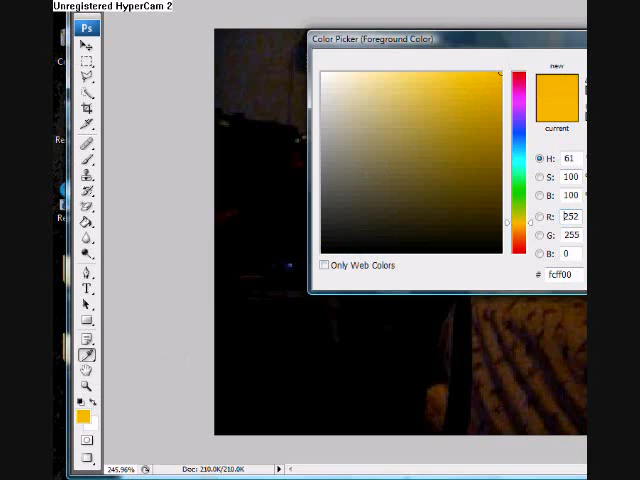 Unregistered HyperCam 2
Ps
Color Picker (Foreground Color)
new
current
H: 61
S: 100
B: 100
R: 252
G: 255
B: 0
# fcff00
Only Web Colors
T
245.96%
Doc: 210.0K/210.0K